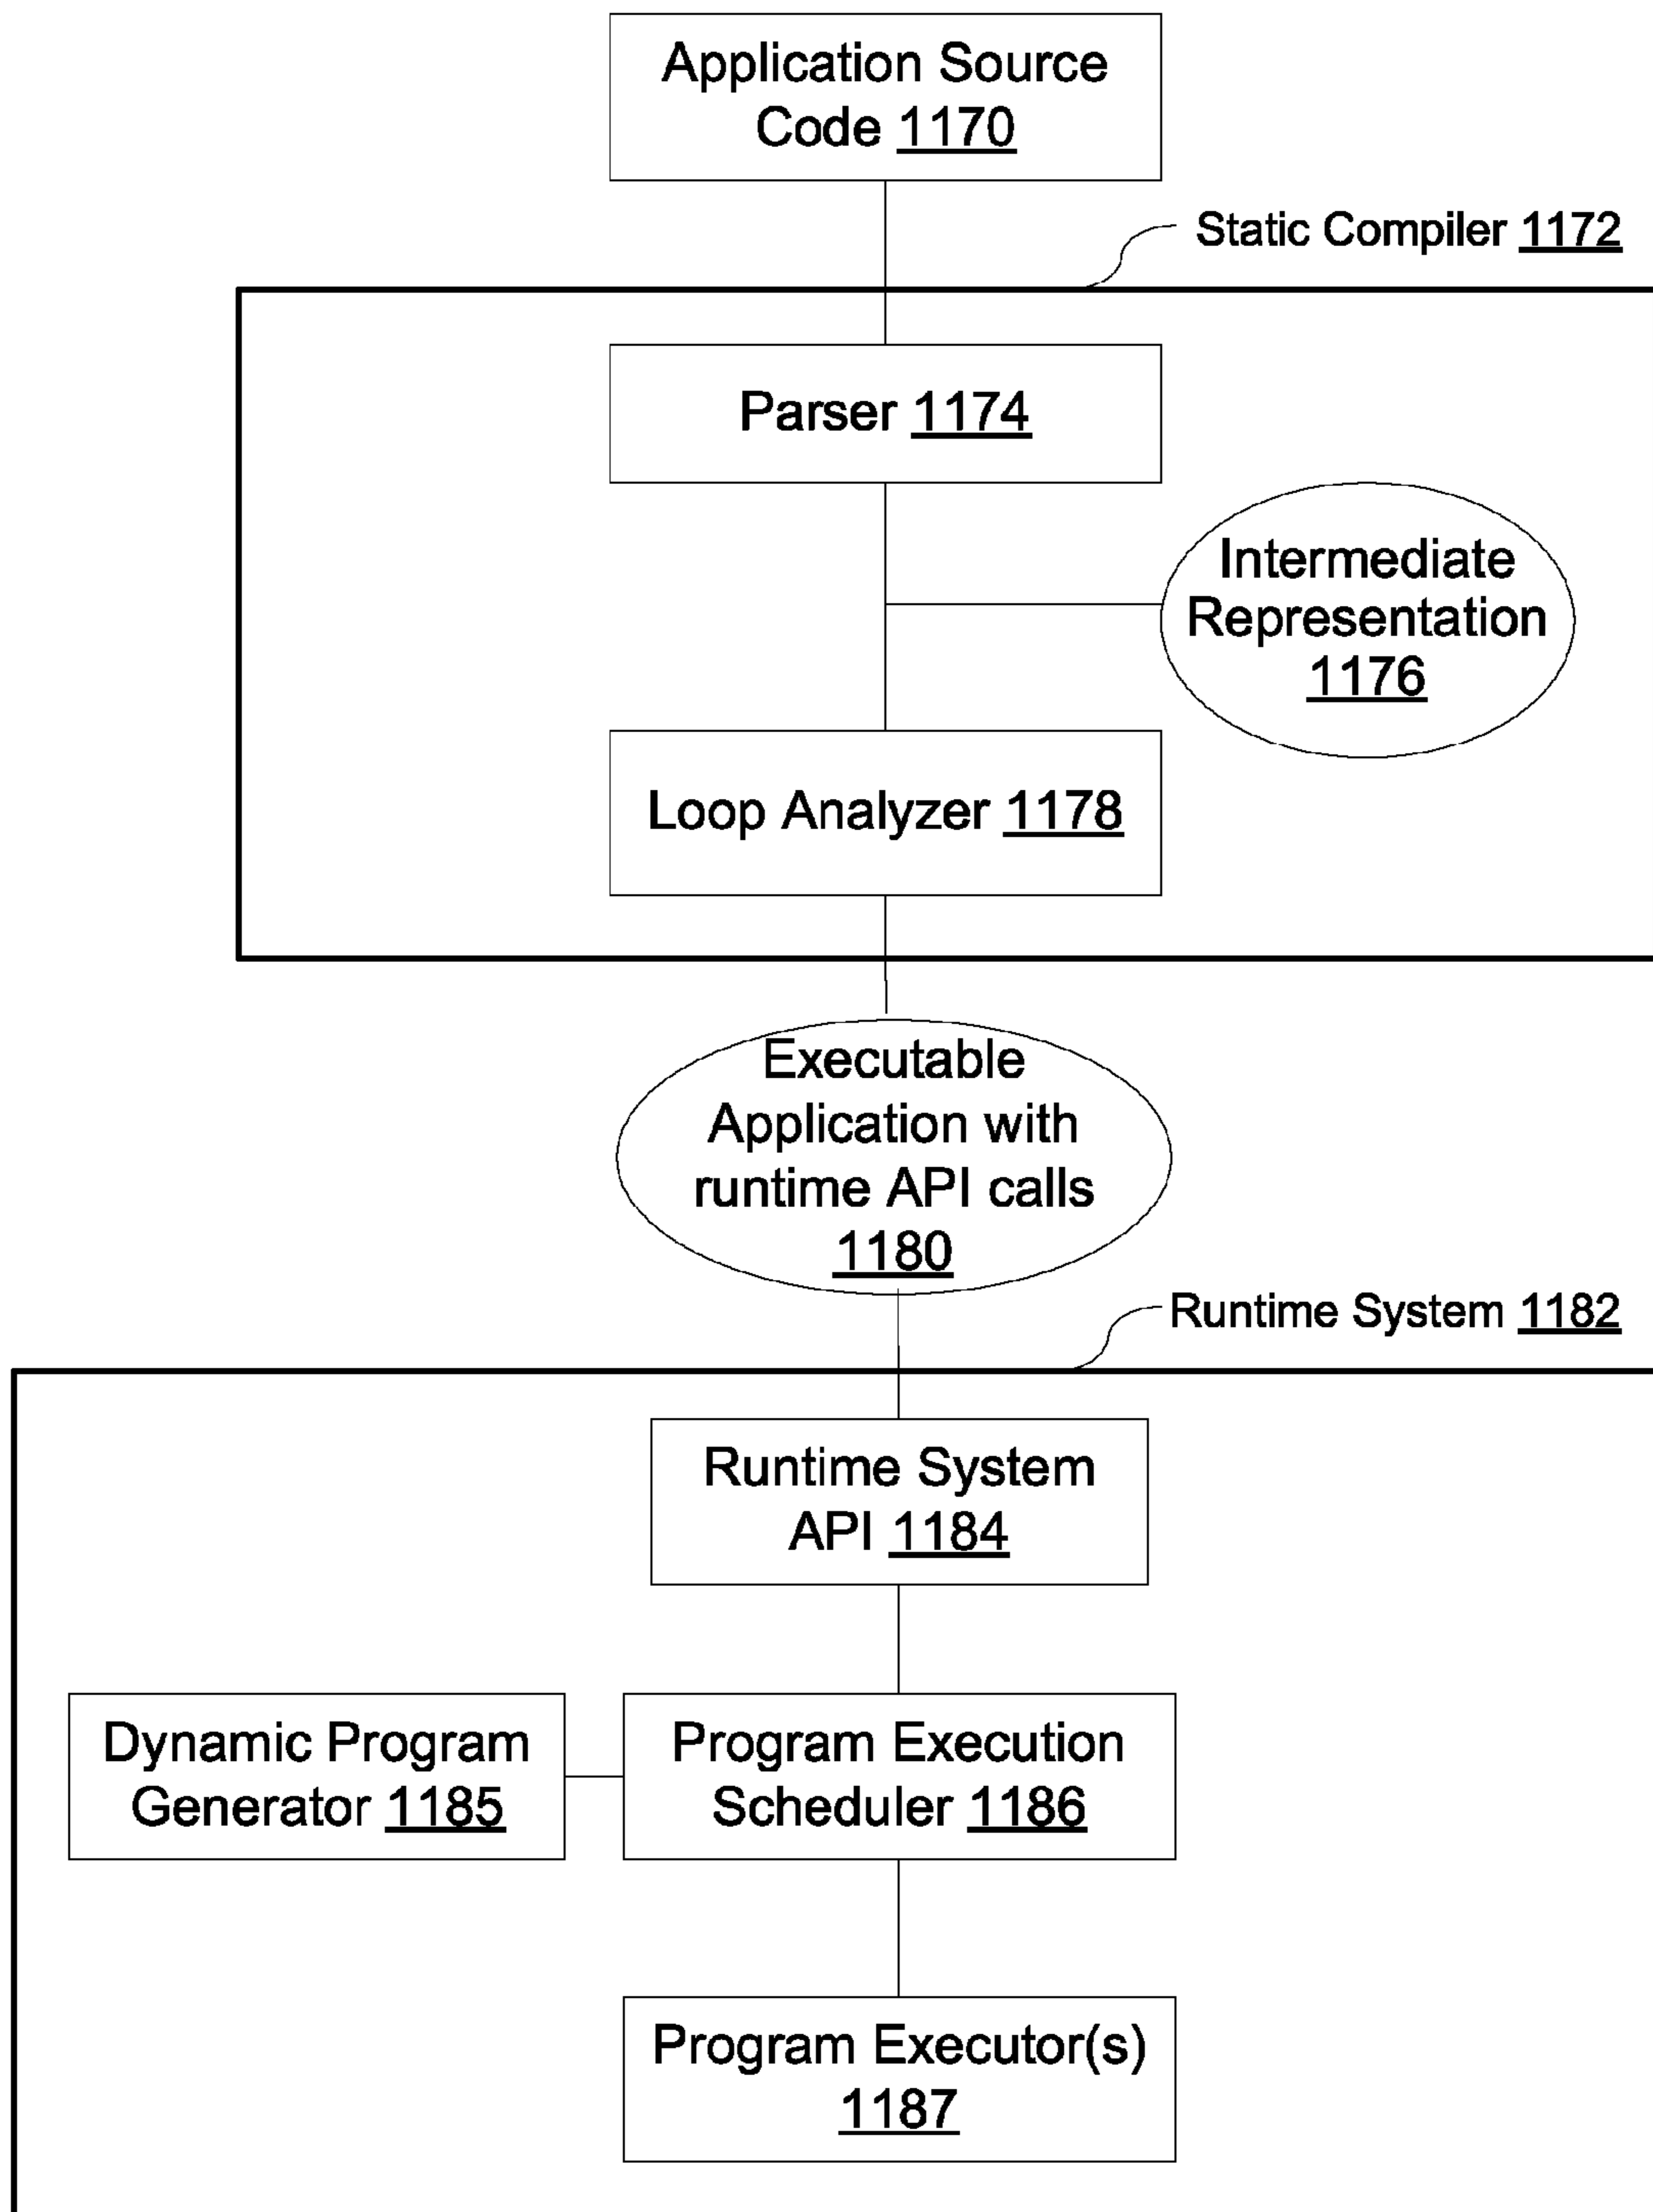 Application Source
Code 1170
Static Compiler 1172
Parser 1174
Intermediate
Representation
1176
Loop Analyzer 1178
Executable
Application with
runtime API calls
1180
Runtime System 1182
Runtime System
API 1184
Dynamic Program
Generator 1185
Program Execution
Scheduler 1186
Program Executor(s)
1187